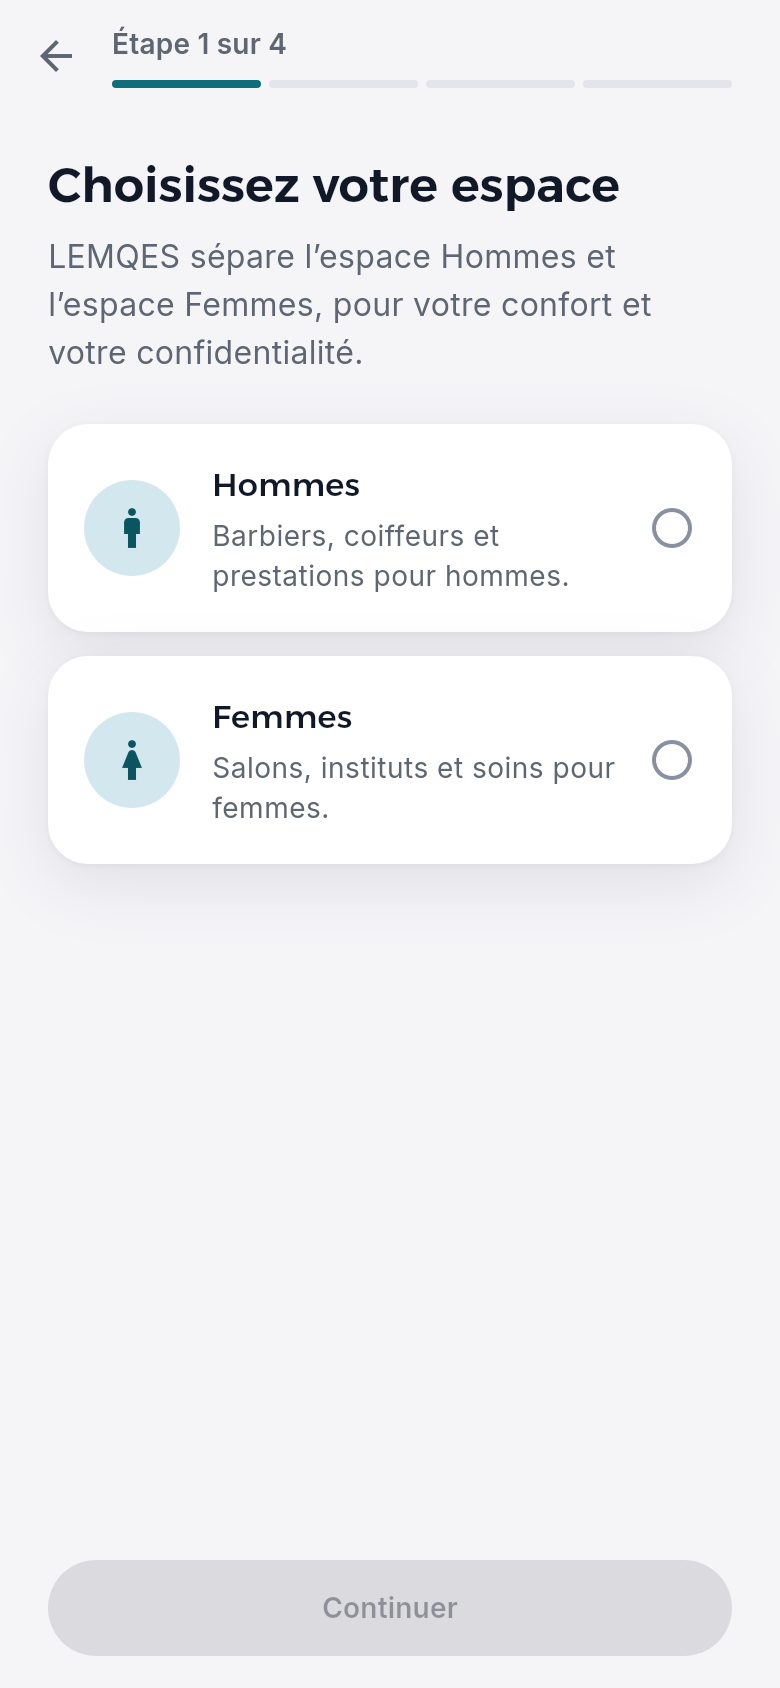 Étape 1 sur 4
Choisissez votre espace
LEMQES sépare l’espace Hommes et
l’espace Femmes, pour votre confort et
votre confidentialité.
Hommes
Barbiers, coiffeurs et
prestations pour hommes.
Femmes
Salons, instituts et soins pour
femmes.
Continuer